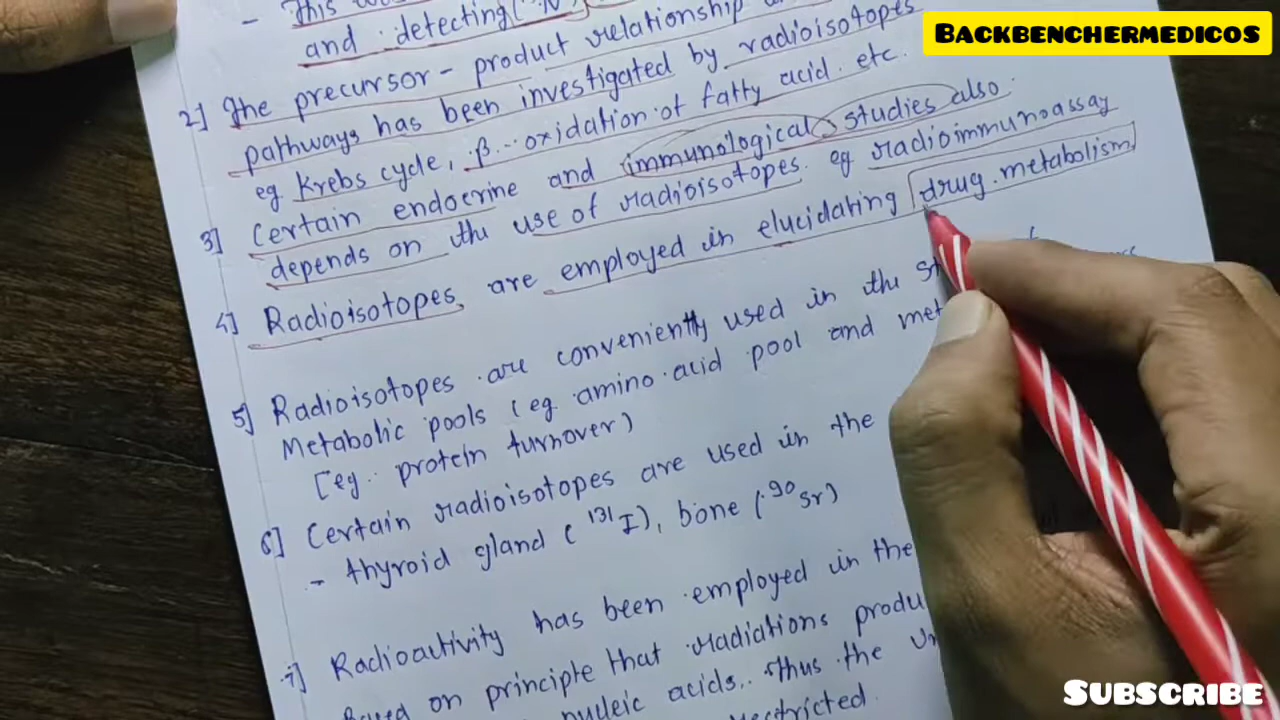 BACKBENCHERMEDICOS
- This
and detecting (
2] The precursor - product relationship
pathways has been investigated by radioisotopes
eg Krebs cycle, β - oxidation of fatty acid. etc.
3] Certain endocrine and immunological studies also
depends on the use of radioisotopes. eg radioimmunoassay
4] Radioisotopes, are employed in elucidating drug metabolism
5] Radioisotopes are conveniently used in the
Metabolic pools (eg amino acid pool and
[eg: protein turnover)
6] Certain radioisotopes are used in the
- thyroid gland ( 131I), bone (90Sr)
7] Radioactivity has been employed in the
Based on principle that radiations
nucleic acids. Thus the
restricted.
SUBSCRIBE